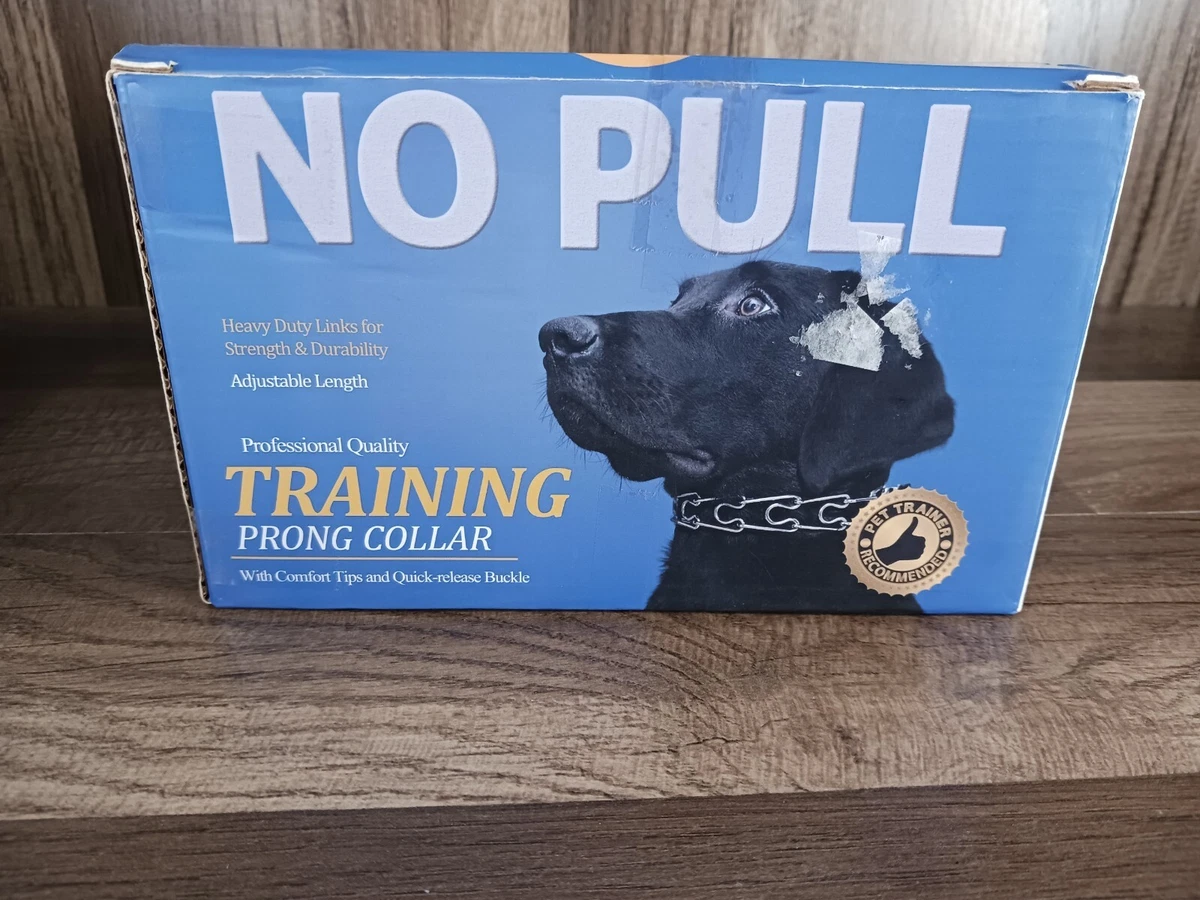 NO PULL
Heavy Duty Links for
Strength & Durability
Adjustable Length
Professional Quality
TRAINING
PRONG COLLAR
With Comfort Tips and Quick-release Buckle
PET TRAINER
RECOMMENDED